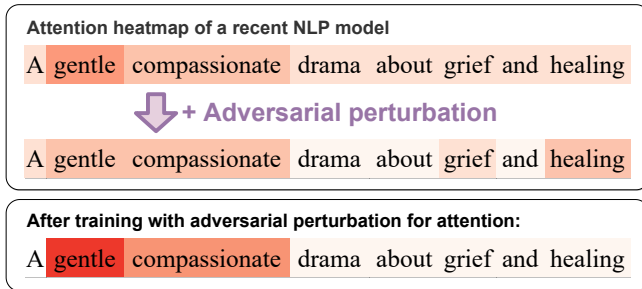 Attention heatmap of a recent NLP model
A gentle compassionate drama about grief and healing
+ Adversarial perturbation
A gentle compassionate drama about grief and healing
After training with adversarial perturbation for attention:
A gentle compassionate drama about grief and healing